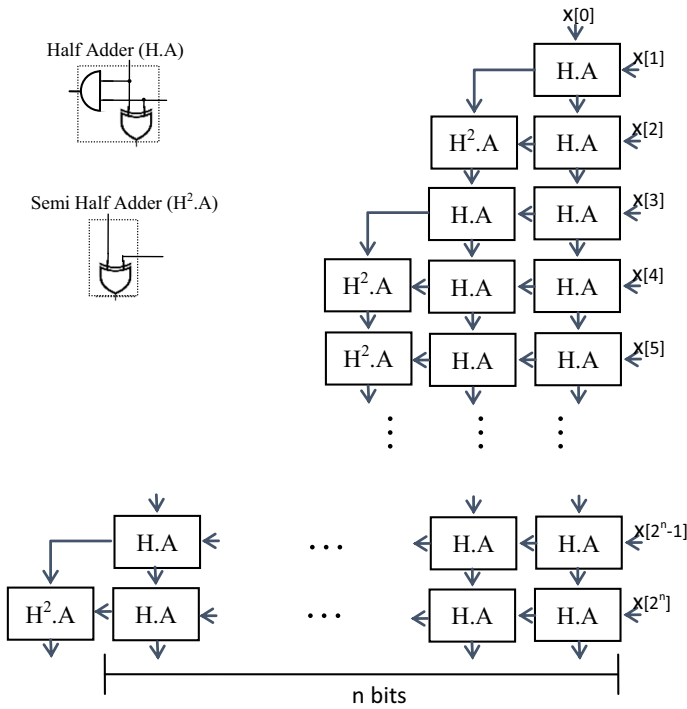 x[0]
Half Adder (H.A)
H.A
x[1]
H².A
H.A
x[2]
Semi Half Adder (H².A)
H.A
H.A
x[3]
H².A
H.A
H.A
x[4]
H².A
H.A
H.A
x[5]
H.A
...
H.A
H.A
x[2ⁿ-1]
H².A
H.A
...
H.A
H.A
x[2ⁿ]
n bits